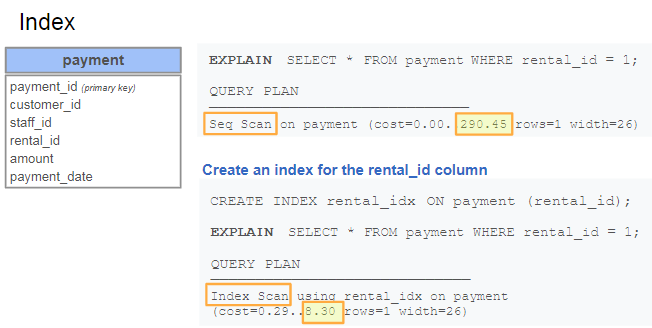 Index
payment
payment_id (primary key)
customer_id
staff_id
rental_id
amount
payment_date
EXPLAIN SELECT * FROM payment WHERE rental_id = 1;
QUERY PLAN
Seq Scan on payment (cost=0.00. 290.45 rows=1 width=26)
Create an index for the rental_id column
CREATE INDEX rental_idx ON payment (rental_id);
EXPLAIN SELECT * FROM payment WHERE rental_id = 1;
QUERY PLAN
Index Scan using rental_idx on payment
(cost=0.29..8.30 rows=1 width=26)